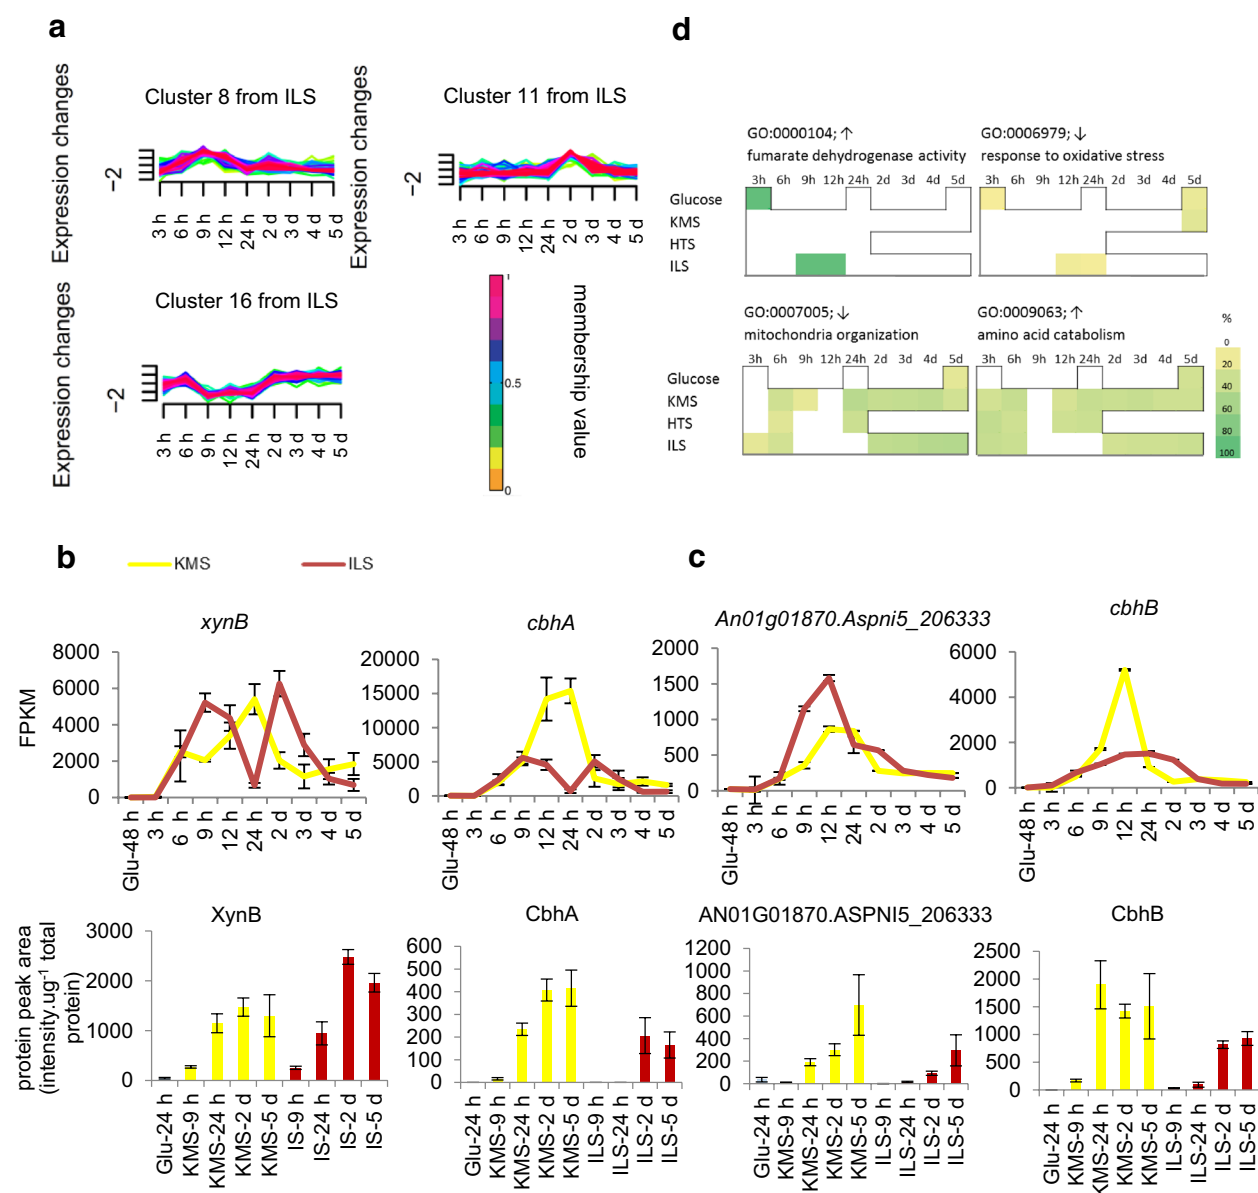 a
Cluster 8 from ILS
Expression changes
−2
3 h 6 h 9 h 12 h 24 h 2 d 3 d 4 d 5 d
Cluster 11 from ILS
Expression changes
−2
3 h 6 h 9 h 12 h 24 h 2 d 3 d 4 d 5 d
Cluster 16 from ILS
Expression changes
−2
3 h 6 h 9 h 12 h 24 h 2 d 3 d 4 d 5 d
1
0.5
0
membership value
d
GO:0000104; ↑
fumarate dehydrogenase activity
3h 6h 9h 12h 24h 2d 3d 4d 5d
GO:0006979; ↓
response to oxidative stress
3h 6h 9h 12h 24h 2d 3d 4d 5d
Glucose
KMS
HTS
ILS
GO:0007005; ↓
mitochondria organization
3h 6h 9h 12h 24h 2d 3d 4d 5d
GO:0009063; ↑
amino acid catabolism
3h 6h 9h 12h 24h 2d 3d 4d 5d
Glucose
KMS
HTS
ILS
%
0
20
40
60
80
100
b
KMS
ILS
c
xynB
FPKM
8000
6000
4000
2000
0
Glu-48 h 3 h 6 h 9 h 12 h 24 h 2 d 3 d 4 d 5 d
cbhA
20000
15000
10000
5000
0
Glu-48 h 3 h 6 h 9 h 12 h 24 h 2 d 3 d 4 d 5 d
An01g01870.Aspni5_206333
2000
1500
1000
500
0
Glu-48 h 3 h 6 h 9 h 12 h 24 h 2 d 3 d 4 d 5 d
cbhB
6000
4000
2000
0
Glu-48 h 3 h 6 h 9 h 12 h 24 h 2 d 3 d 4 d 5 d
XynB
protein peak area
(intensity.ug⁻¹ total
protein)
3000
2000
1000
0
Glu-24 h KMS-9 h KMS-24 h KMS-2 d KMS-5 d IS-9 h IS-24 h IS-2 d IS-5 d
CbhA
600
500
400
300
200
100
0
Glu-24 h KMS-9 h KMS-24 h KMS-2 d KMS-5 d ILS-9 h ILS-24 h ILS-2 d ILS-5 d
AN01G01870.ASPNI5_206333
1200
1000
800
600
400
200
0
Glu-24 h KMS-9 h KMS-24 h KMS-2 d KMS-5 d ILS-9 h ILS-24 h ILS-2 d ILS-5 d
CbhB
2500
2000
1500
1000
500
0
Glu-24 h KMS-9 h KMS-24 h KMS-2 d KMS-5 d ILS-9 h ILS-24 h ILS-2 d ILS-5 d